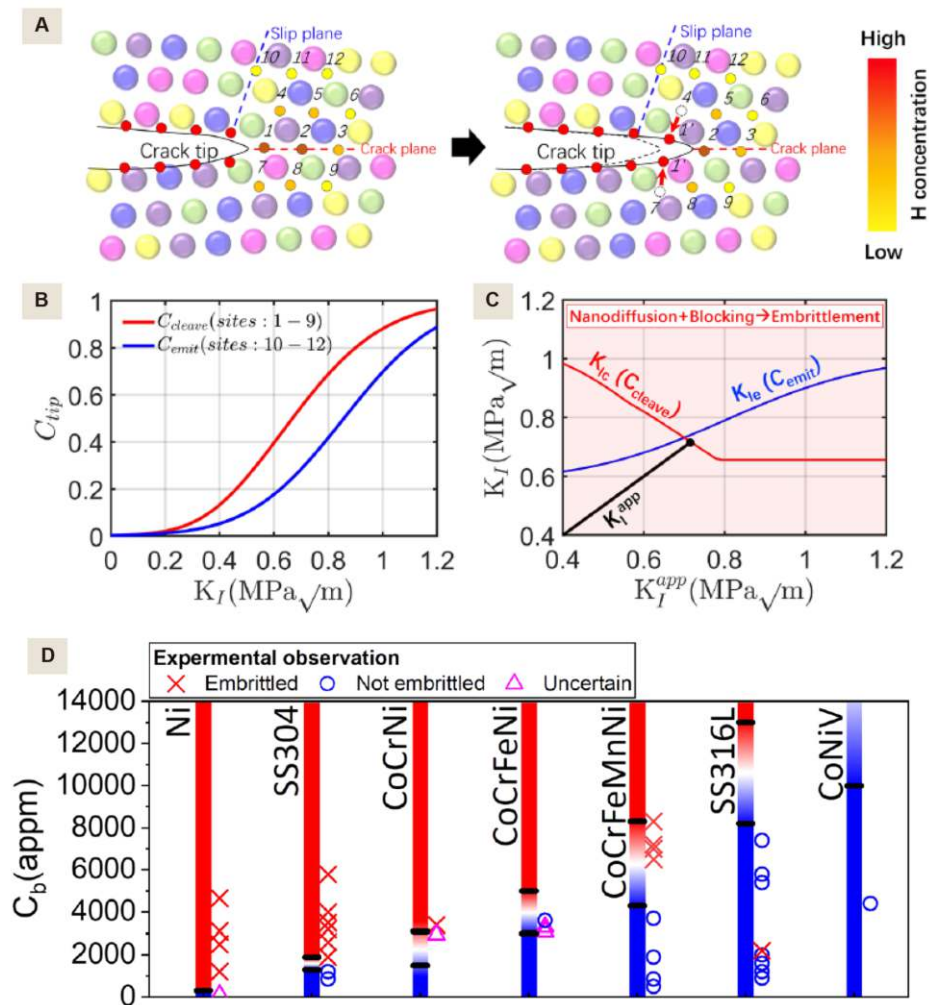 A
Slip plane
10 11 12
4 5 6
1 2 3
Crack tip
Crack plane
7 8 9
Slip plane
10 11 12
4 5 6
1' 2 3
Crack tip
Crack plane
1'
7 8 9
High
H concentration
Low
B
C_tip
1
0.8
0.6
0.4
0.2
0
C_cleave(sites : 1 − 9)
C_emit(sites : 10 − 12)
0 0.2 0.4 0.6 0.8 1.0 1.2
K_I(MPa√m)
C
K_I(MPa√m)
1.2
1
0.8
0.6
0.4
Nanodiffusion+Blocking→Embrittlement
K_Ic (C_cleave)
K_Ie (C_emit)
K_I^app
0.4 0.6 0.8 1 1.2
K_I^app(MPa√m)
D
Expermental observation
Embrittled Not embrittled Uncertain
C_b(appm)
14000
12000
10000
8000
6000
4000
2000
0
Ni
SS304
CoCrNi
CoCrFeNi
CoCrFeMnNi
SS316L
CoNiV